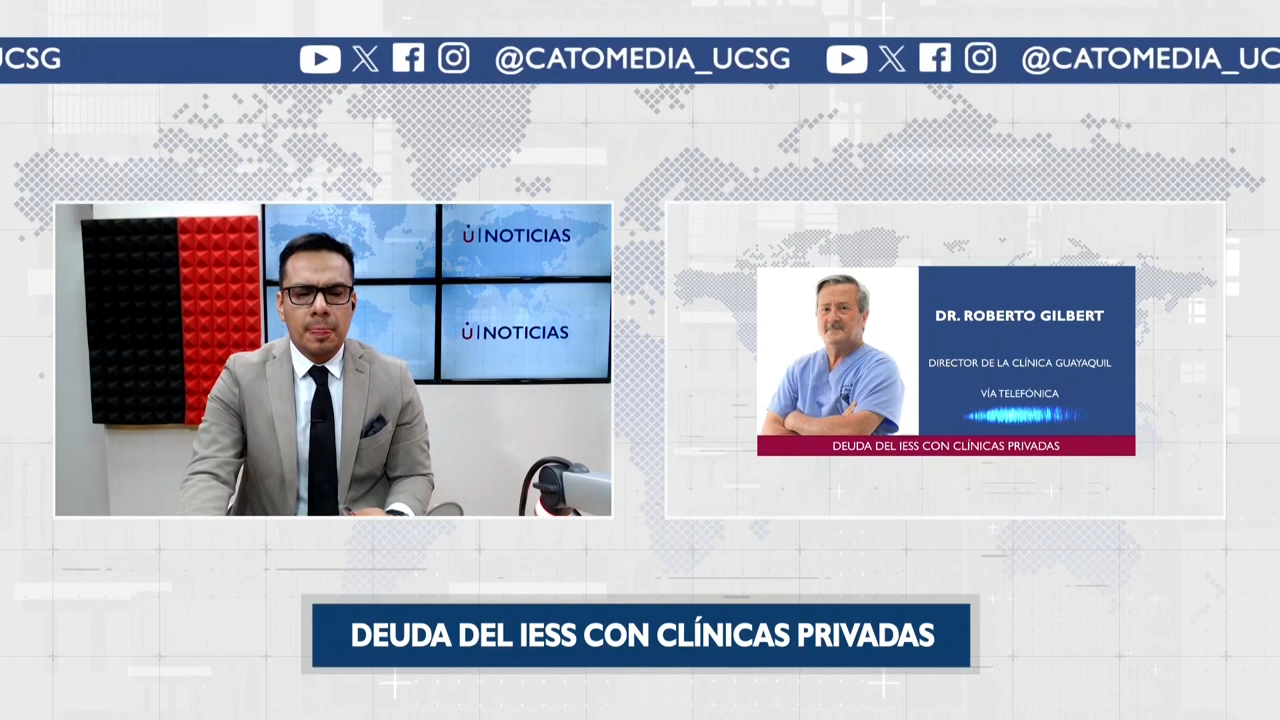 UCSG
@CATOMEDIA_UCSG
@CATOMEDIA_UC
U|NOTICIAS
U|NOTICIAS
DR. ROBERTO GILBERT
DIRECTOR DE LA CLÍNICA GUAYAQUIL
VÍA TELEFÓNICA
DEUDA DEL IESS CON CLÍNICAS PRIVADAS
DEUDA DEL IESS CON CLÍNICAS PRIVADAS